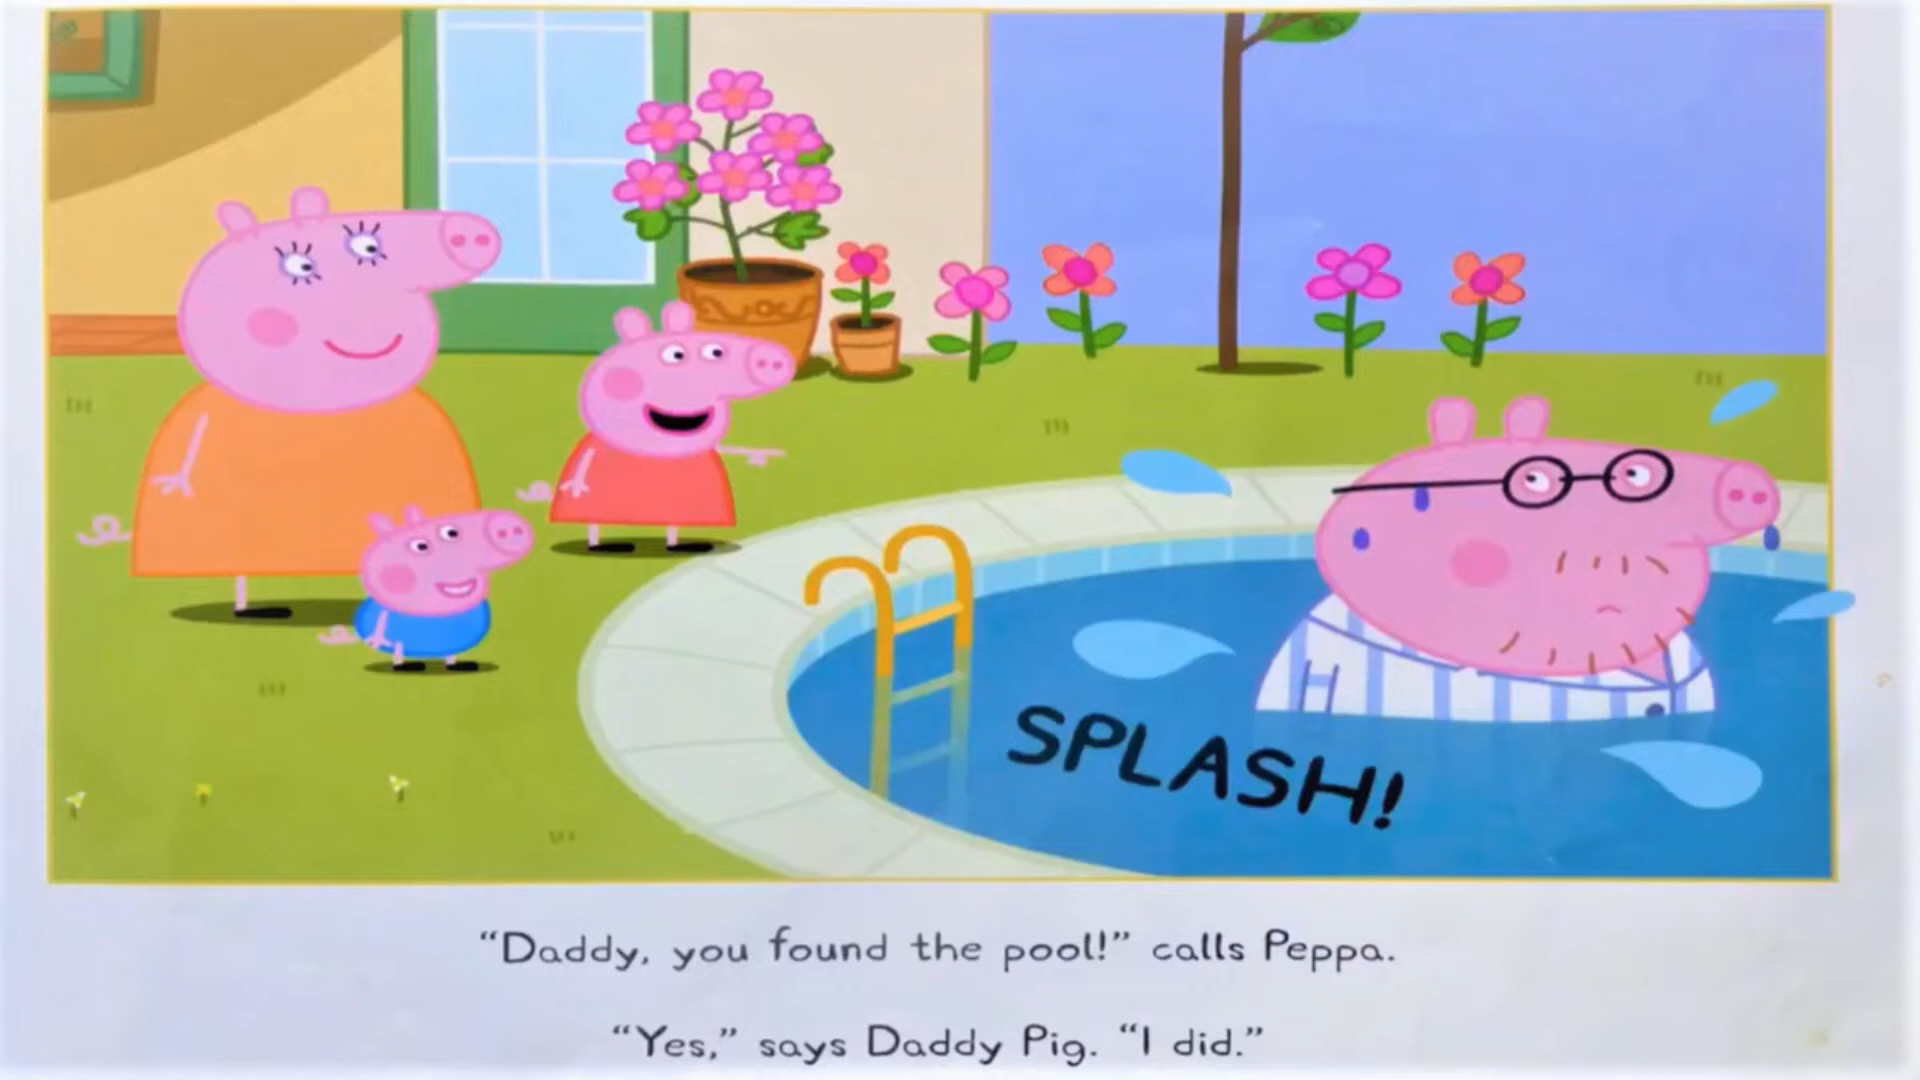 SPLASH!
“Daddy, you found the pool!” calls Peppa.
“Yes,” says Daddy Pig. “I did.”